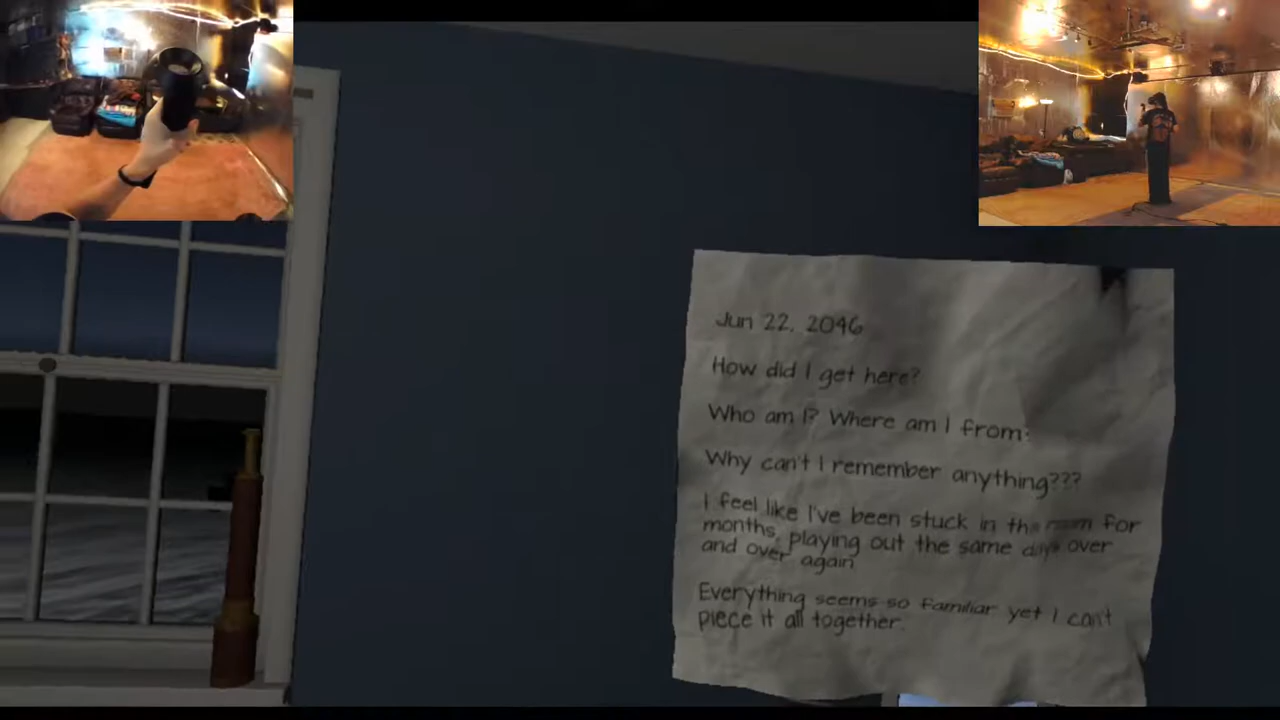 Jun 22, 2046
How did I get here?
Who am I? Where am I from?
Why can't I remember anything???
I feel like I've been stuck in the room for
months, playing out the same days over
and over again
Everything seems so familiar yet I can't
piece it all together.